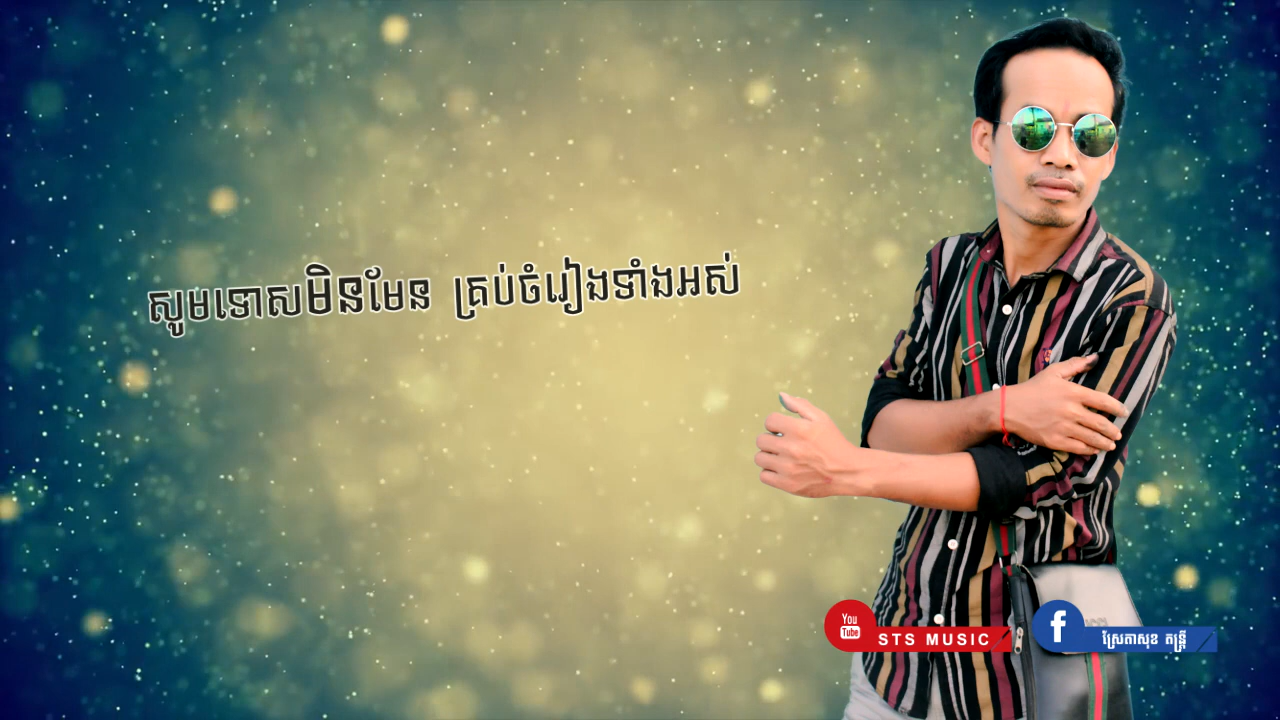 សូមទោសមិនមែន គ្រប់ចំរៀងទាំងអស់
You
Tube
STS MUSIC
f
ស្រែតាសុខ តន្ត្រី